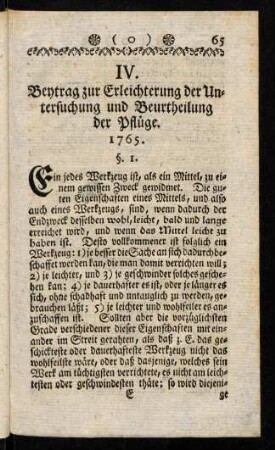 ( o ) 65
IV.
Beytrag zur Erleichterung der Un-
tersuchung und Beurtheilung
der Pflüge.
1765.
§. 1.
Ein jedes Werkzeug ist, als ein Mittel, zu ei-
nem gewissen Zweck gewidmet. Die gu-
ten Eigenschaften eines Mittels, und also
auch eines Werkzeugs, sind, wenn dadurch der
Endzweck desselben wohl, leicht, bald und lange
erreichet wird, und wenn das Mittel leicht zu
haben ist. Desto vollkommener ist folglich ein
Werkzeug: 1) je besser die Sache an sich dadurch be-
schaffet werden kan, die man damit verrichten will;
2) je leichter, und 3) je geschwinder solches gesche-
hen kan; 4) je dauerhafter es ist, oder je länger es
sich, ohne schadhaft und untauglich zu werden, ge-
brauchen läßt; 5) je leichter und wohlfeiler es an-
zuschaffen ist. Sollten aber die vorzüglichsten
Grade verschiedener dieser Eigenschaften mit ein-
ander im Streit gerathen, als daß z. E. das ge-
schickteste oder dauerhafteste Werkzeug nicht das
wohlfeilste wäre, oder daß dasjenige, welches sein
Werk am tüchtigsten verrichtete, es nicht am leich-
testen oder geschwindesten thäte; so wird diejeni-
E ge